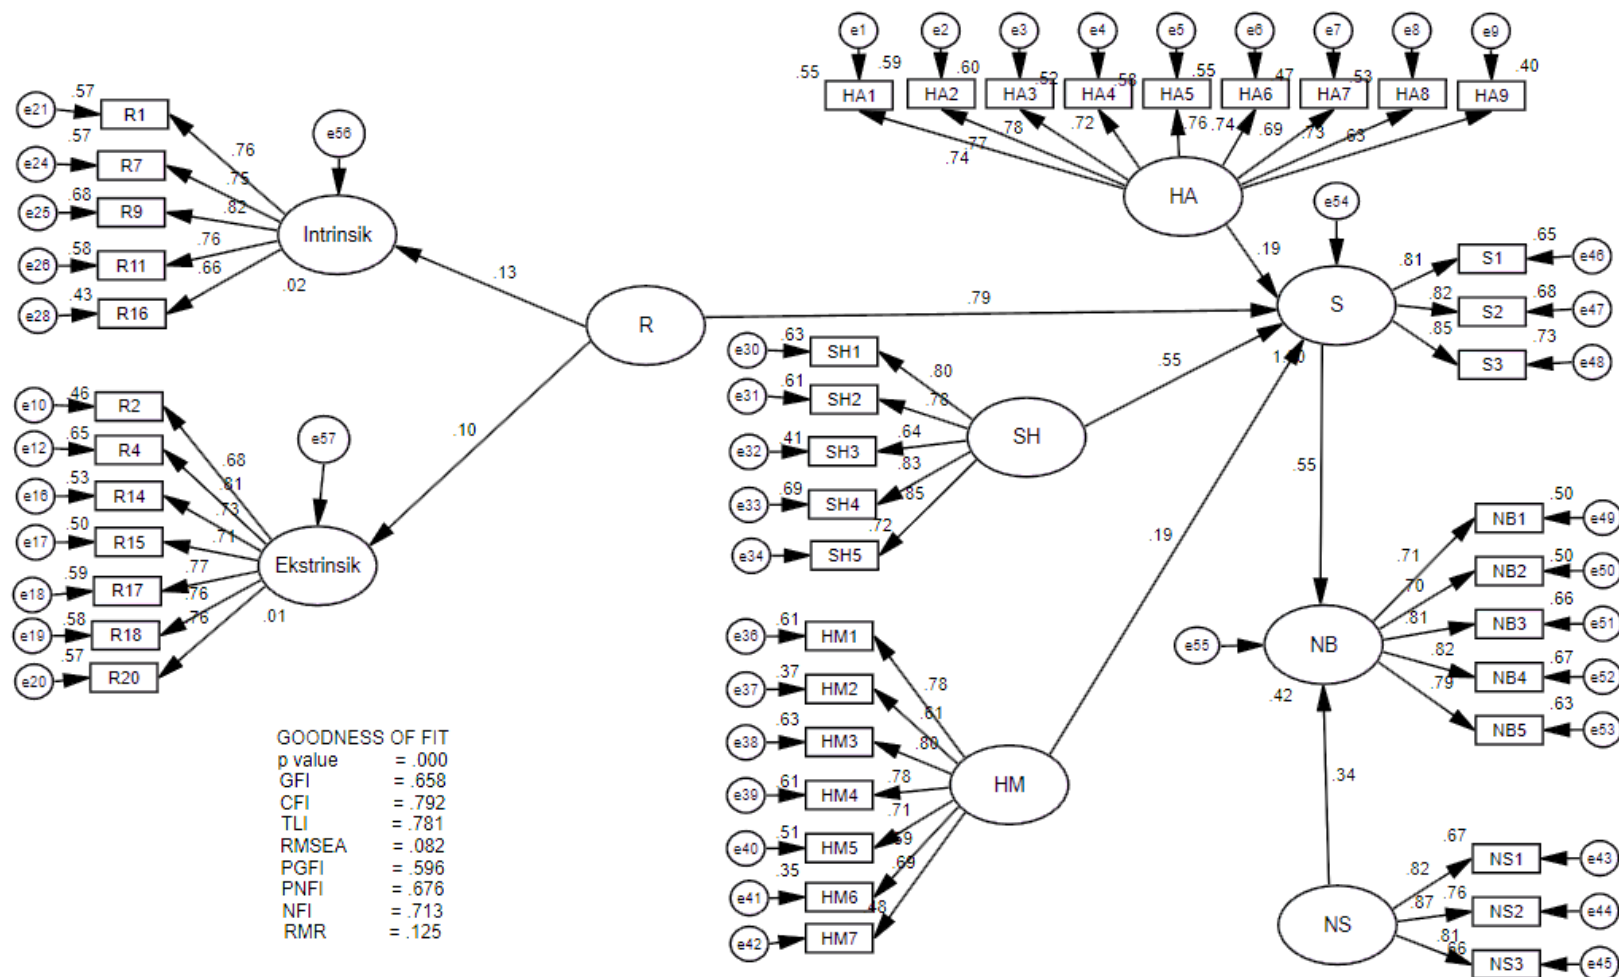 e1 e2 e3 e4 e5 e6 e7 e8 e9
.55 .59 .60 .52 .58 .55 .47 .53 .40
HA1 HA2 HA3 HA4 HA5 HA6 HA7 HA8 HA9
.74 .77 .78 .72 .76 .74 .69 .73 .63
HA
.19
e21 .57 R1 .76
e24 .57 R7 .75
e25 .68 R9 .82
e26 .58 R11 .76
e28 .43 R16 .66
e56
Intrinsik
.02
.13
R
.79
e54
S
.81 S1 .65 e46
.82 S2 .68 e47
.85 S3 .73 e48
e10 .46 R2 .68
e12 .65 R4 .81
e16 .53 R14 .73
e17 .50 R15 .71
e18 .59 R17 .77
e19 .58 R18 .76
e20 .57 R20 .76
e57
Ekstrinsik
.01
.10
e30 .63 SH1 .80
e31 .61 SH2 .78
e32 .41 SH3 .64
e33 .69 SH4 .83
e34 .72 SH5 .85
SH
.55
.55
e36 .61 HM1 .78
e37 .37 HM2 .61
e38 .63 HM3 .80
e39 .61 HM4 .78
e40 .51 HM5 .71
e41 .35 HM6
e42 .48 HM7 .69
HM
.19
e55
NB
.42
.71 NB1 .50 e49
.70 NB2 .50 e50
.81 NB3 .66 e51
.82 NB4 .67 e52
.79 NB5 .63 e53
.34
NS
.82 NS1 .67 e43
.87 NS2 .76 e44
.81 NS3 .66 e45
GOODNESS OF FIT
p value = .000
GFI = .658
CFI = .792
TLI = .781
RMSEA = .082
PGFI = .596
PNFI = .676
NFI = .713
RMR = .125